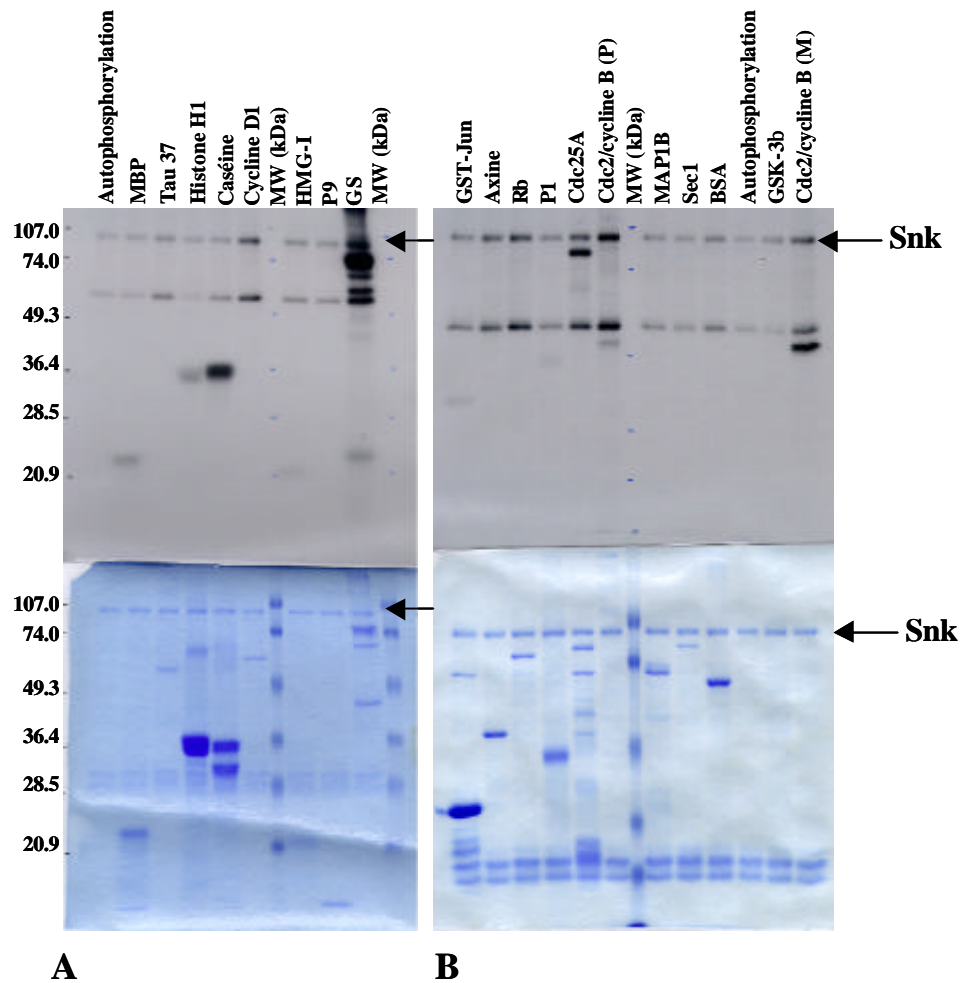 Autophosphorylation
MBP
Tau 37
Histone H1
Caséine
Cycline D1
MW (kDa)
HMG-I
P9
GS
MW (kDa)
GST-Jun
Axine
Rb
P1
Cdc25A
Cdc2/cycline B (P)
MW (kDa)
MAP1B
Sec1
BSA
Autophosphorylation
GSK-3b
Cdc2/cycline B (M)
107.0
74.0
49.3
36.4
28.5
20.9
Snk
107.0
74.0
49.3
36.4
28.5
20.9
Snk
A
B